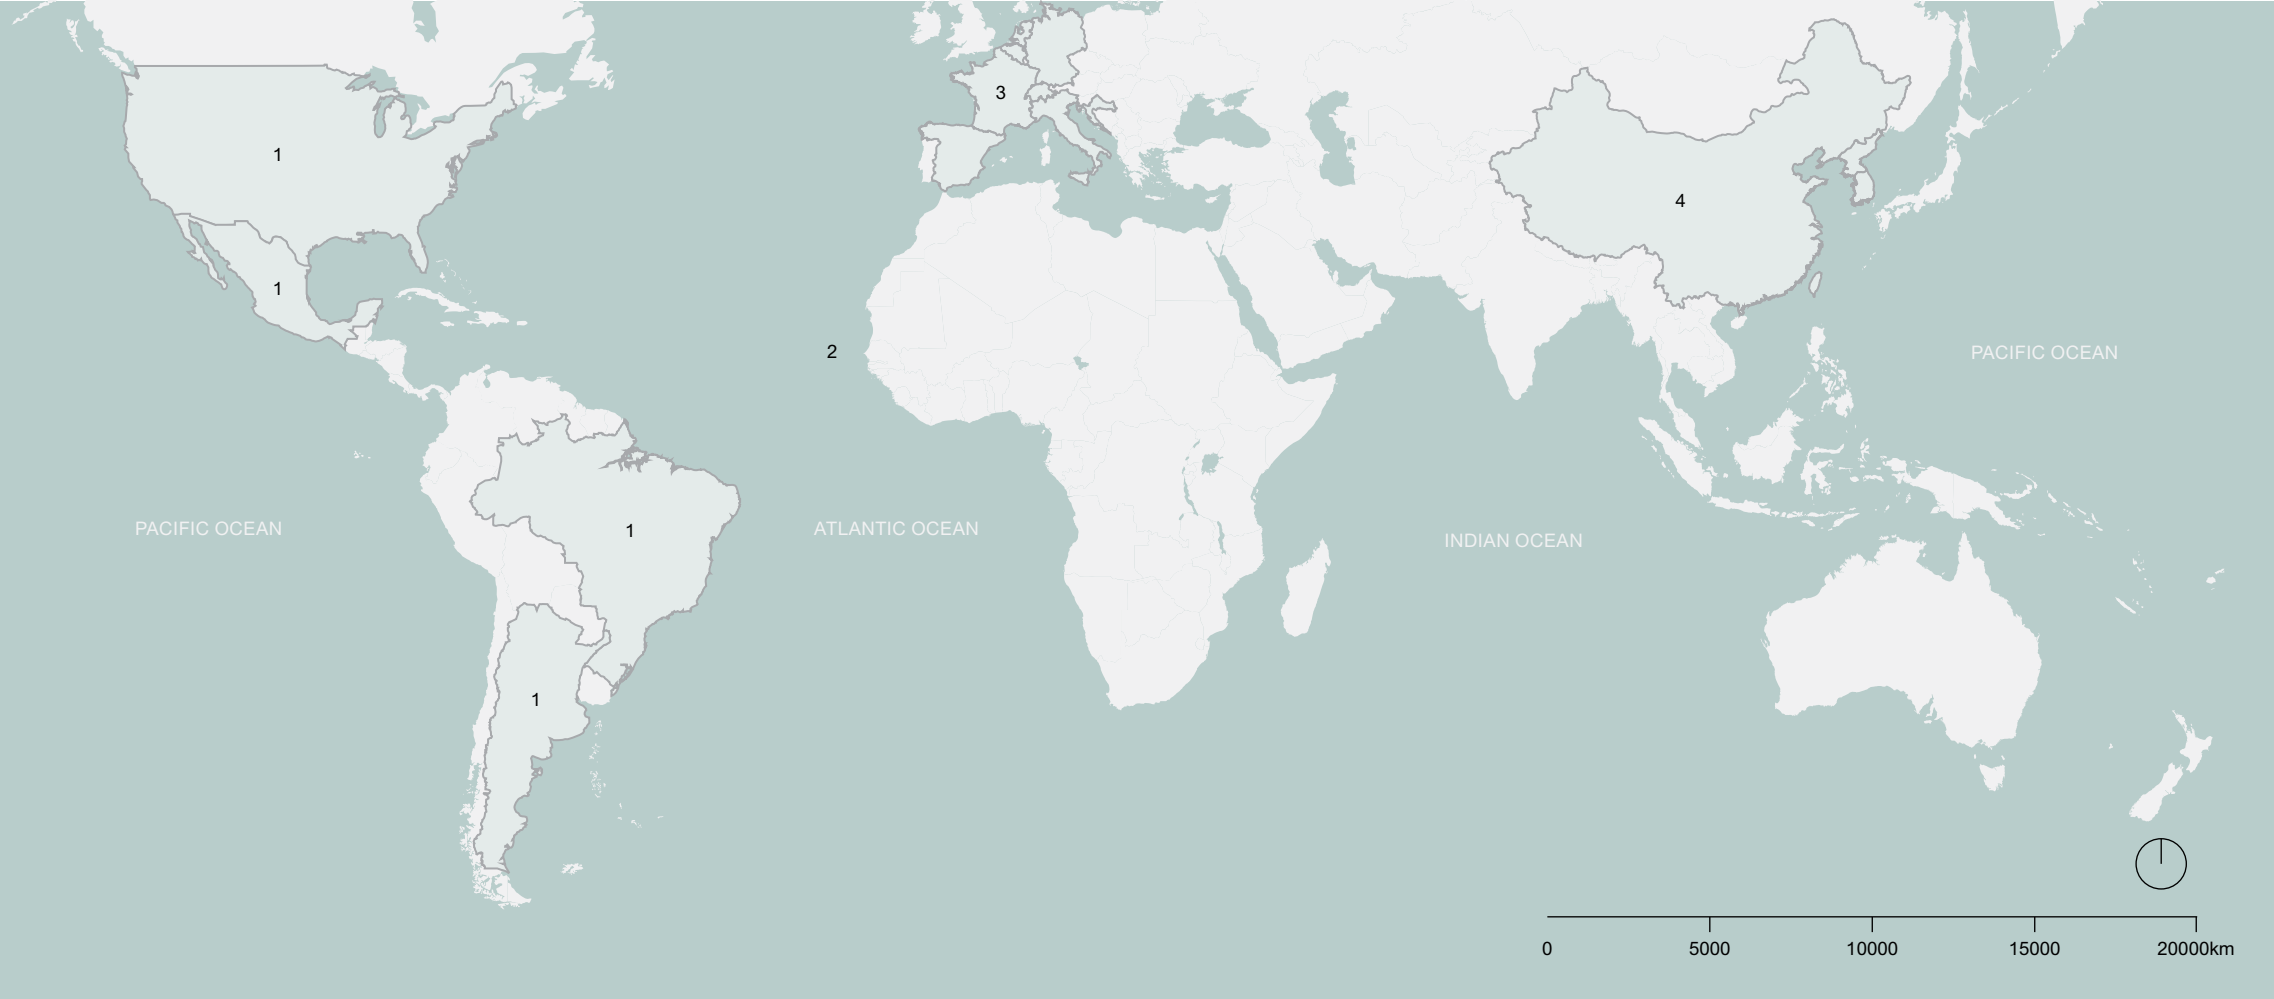 3
1
4
1
2
PACIFIC OCEAN
PACIFIC OCEAN
ATLANTIC OCEAN
1
INDIAN OCEAN
1
0 5000 10000 15000 20000km